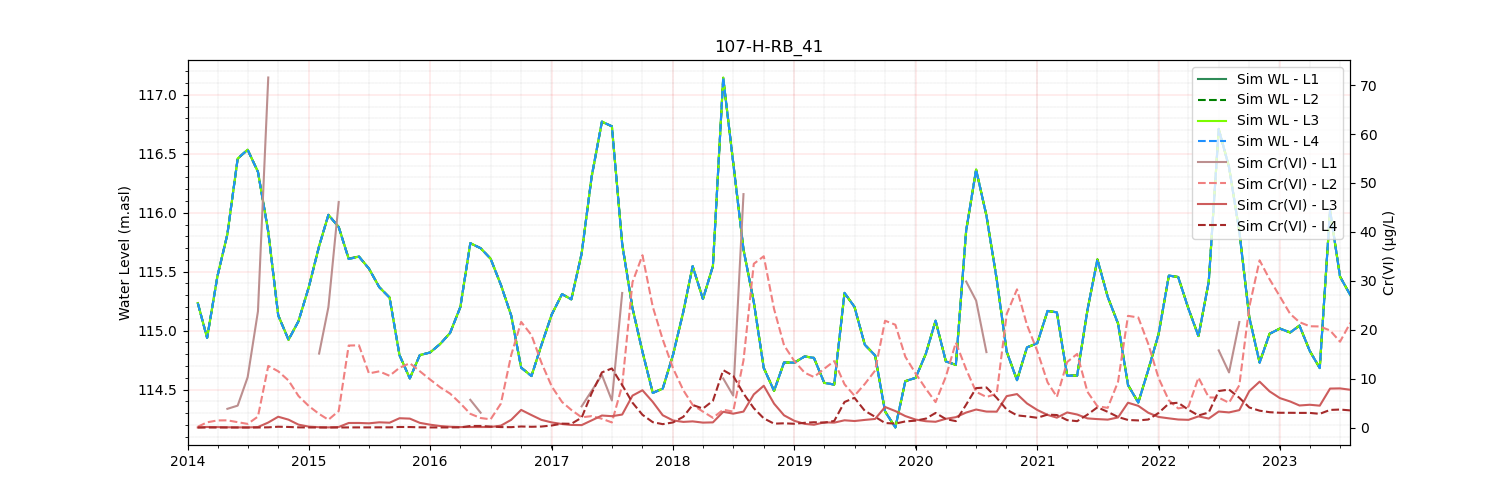 107-H-RB_41
Water Level (m.asl)
117.0
116.5
116.0
115.5
115.0
114.5
70
60
50
40
30
20
10
0
Cr(VI) (µg/L)
Sim WL - L1
Sim WL - L2
Sim WL - L3
Sim WL - L4
Sim Cr(VI) - L1
Sim Cr(VI) - L2
Sim Cr(VI) - L3
Sim Cr(VI) - L4
2014 2015 2016 2017 2018 2019 2020 2021 2022 2023